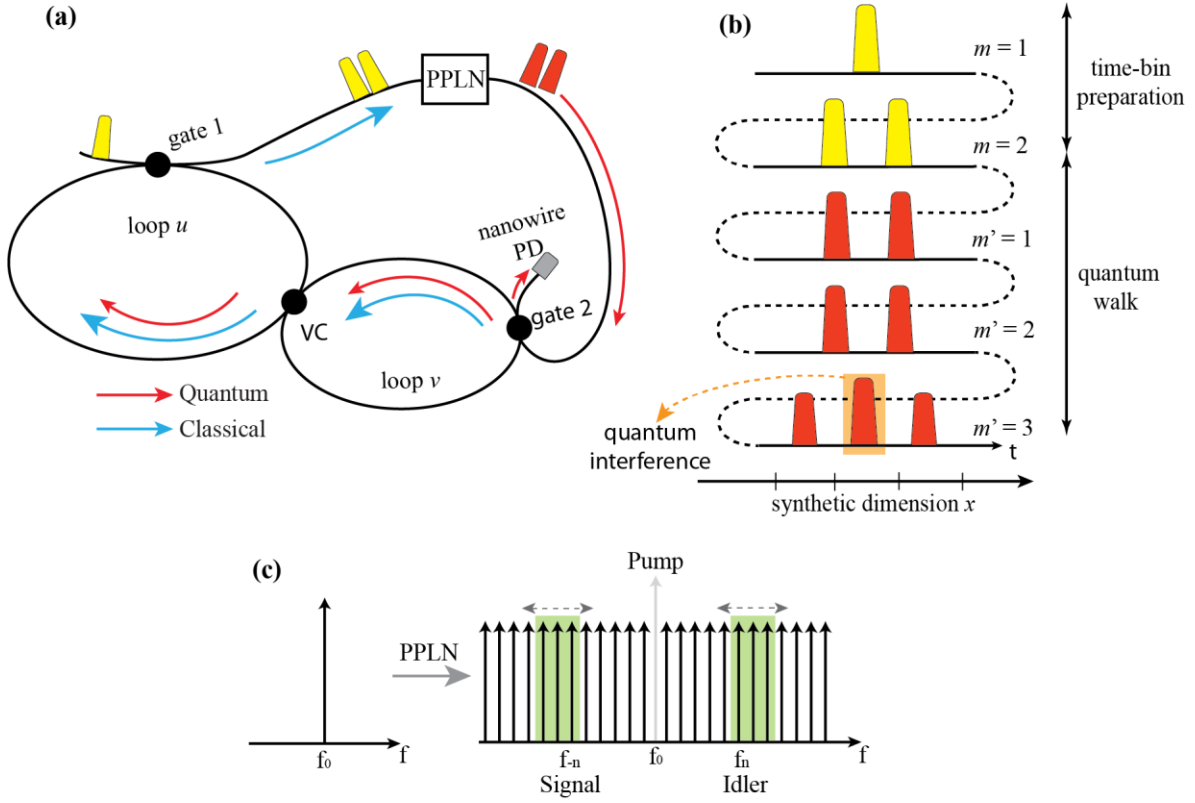 (a)
PPLN
gate 1
loop u
nanowire
PD
VC
gate 2
loop v
Quantum
Classical
(b)
m = 1
time-bin
preparation
m = 2
m' = 1
quantum
walk
m' = 2
quantum
interference
m' = 3
t
synthetic dimension x
(c)
Pump
PPLN
f₀ f
f₋ₙ f₀ fₙ f
Signal Idler